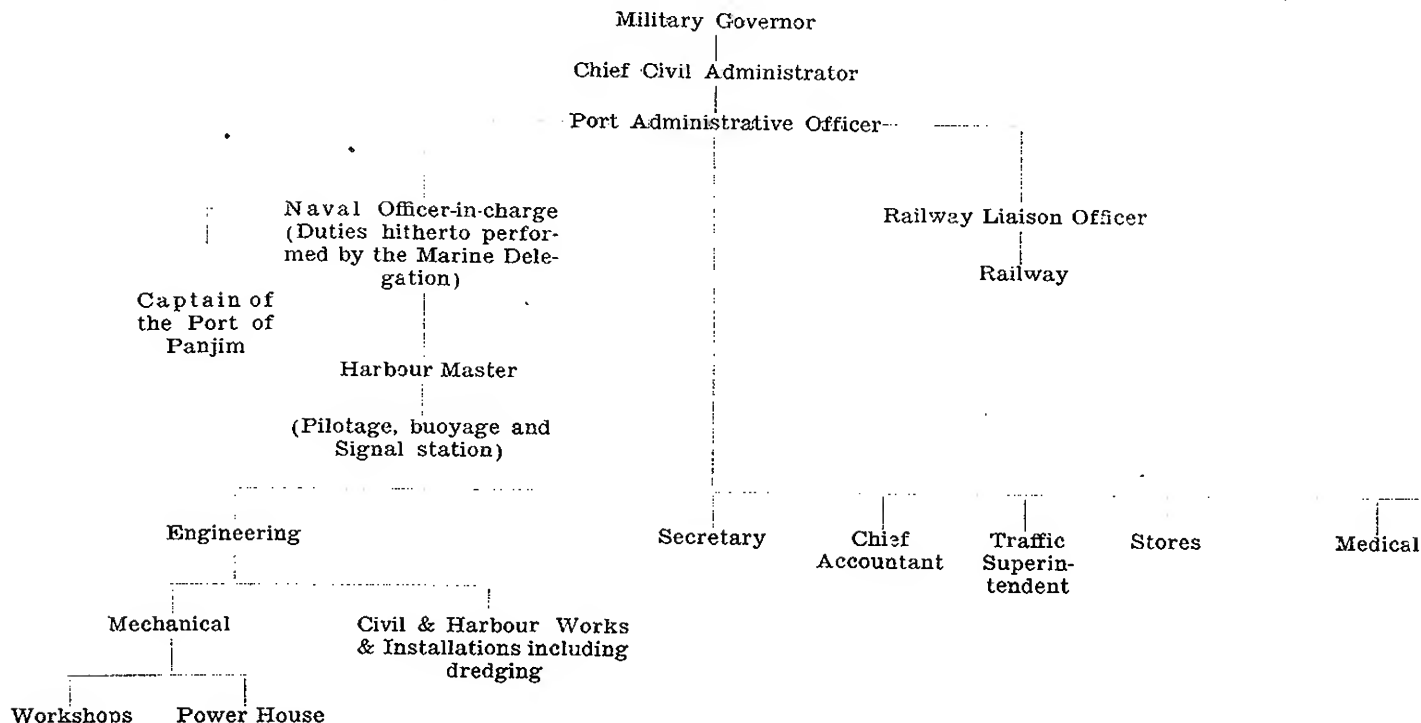 Military Governor
Chief Civil Administrator
Port Administrative Officer
Naval Officer-in-charge
(Duties hitherto perfor-
med by the Marine Dele-
gation)
Railway Liaison Officer
Railway
Captain of
the Port of
Panjim
Harbour Master
(Pilotage, buoyage and
Signal station)
Engineering
Secretary
Chief
Accountant
Traffic
Superin-
tendent
Stores
Medical
Mechanical
Civil & Harbour Works
& Installations including
dredging
Workshops
Power House